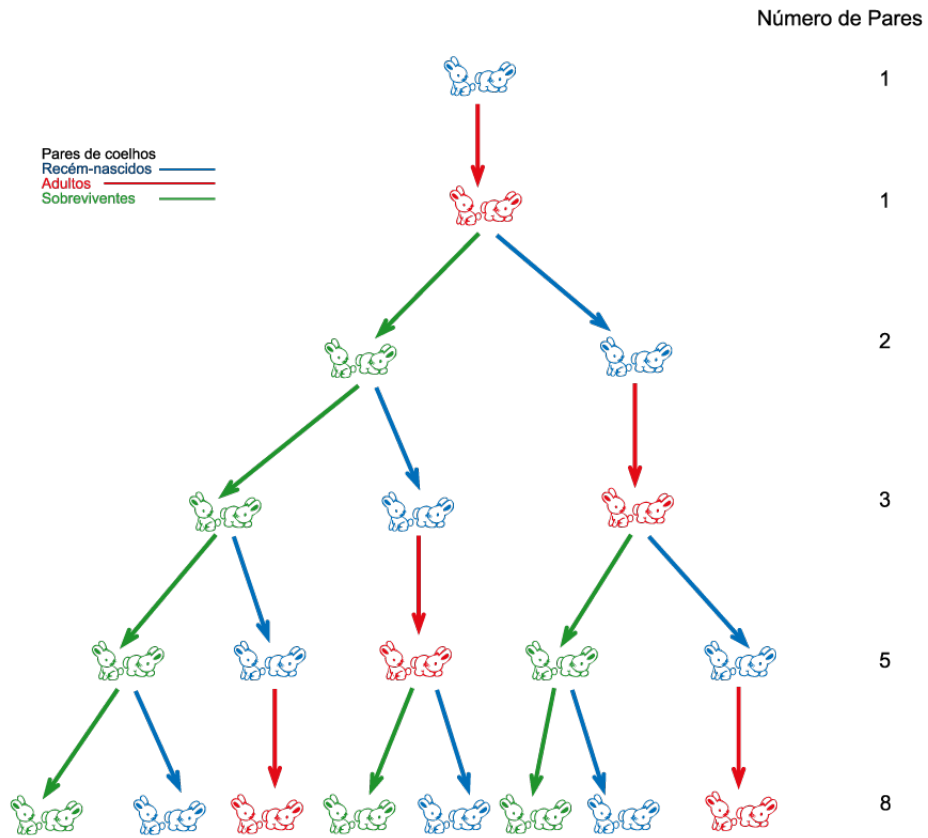 Número de Pares
1
Pares de coelhos
Recém-nascidos
Adultos
Sobreviventes
1
2
3
5
8